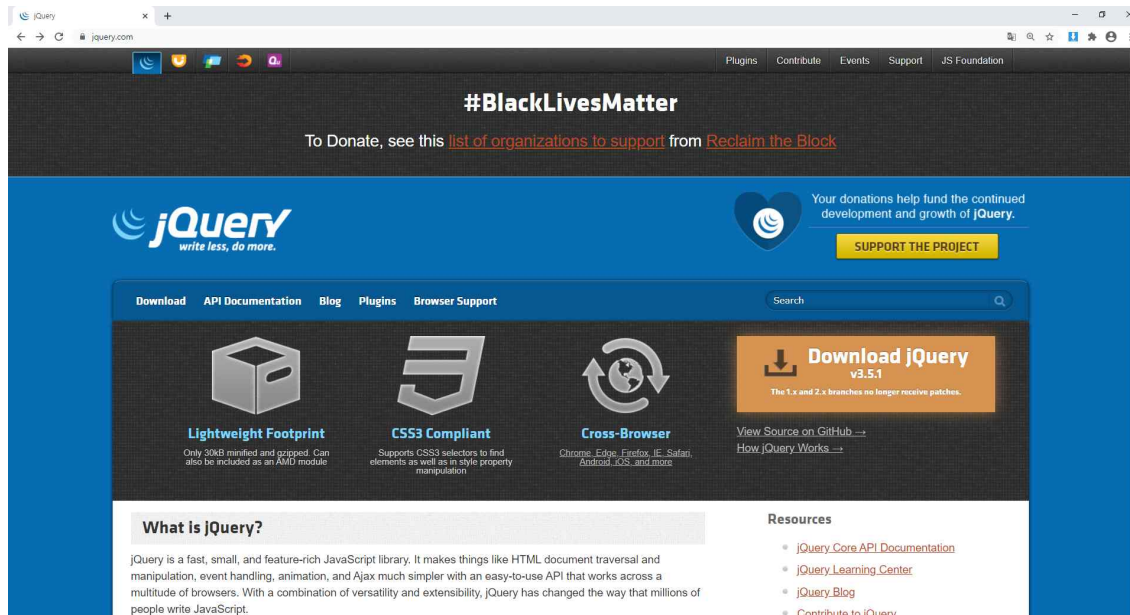 jQuery
jquery.com
Plugins Contribute Events Support JS Foundation
#BlackLivesMatter
To Donate, see this list of organizations to support from Reclaim the Block
jQuery
write less, do more.
Your donations help fund the continued
development and growth of jQuery.
SUPPORT THE PROJECT
Download API Documentation Blog Plugins Browser Support
Search
Lightweight Footprint
Only 30kB minified and gzipped. Can
also be included as an AMD module
CSS3 Compliant
Supports CSS3 selectors to find
elements as well as in style property
manipulation
Cross-Browser
Chrome, Edge, Firefox, IE, Safari,
Android, iOS, and more
Download jQuery
v3.5.1
The 1.x and 2.x branches no longer receive patches.
View Source on GitHub →
How jQuery Works →
What is jQuery?
jQuery is a fast, small, and feature-rich JavaScript library. It makes things like HTML document traversal and
manipulation, event handling, animation, and Ajax much simpler with an easy-to-use API that works across a
multitude of browsers. With a combination of versatility and extensibility, jQuery has changed the way that millions of
people write JavaScript.
Resources
jQuery Core API Documentation
jQuery Learning Center
jQuery Blog
Contribute to jQuery